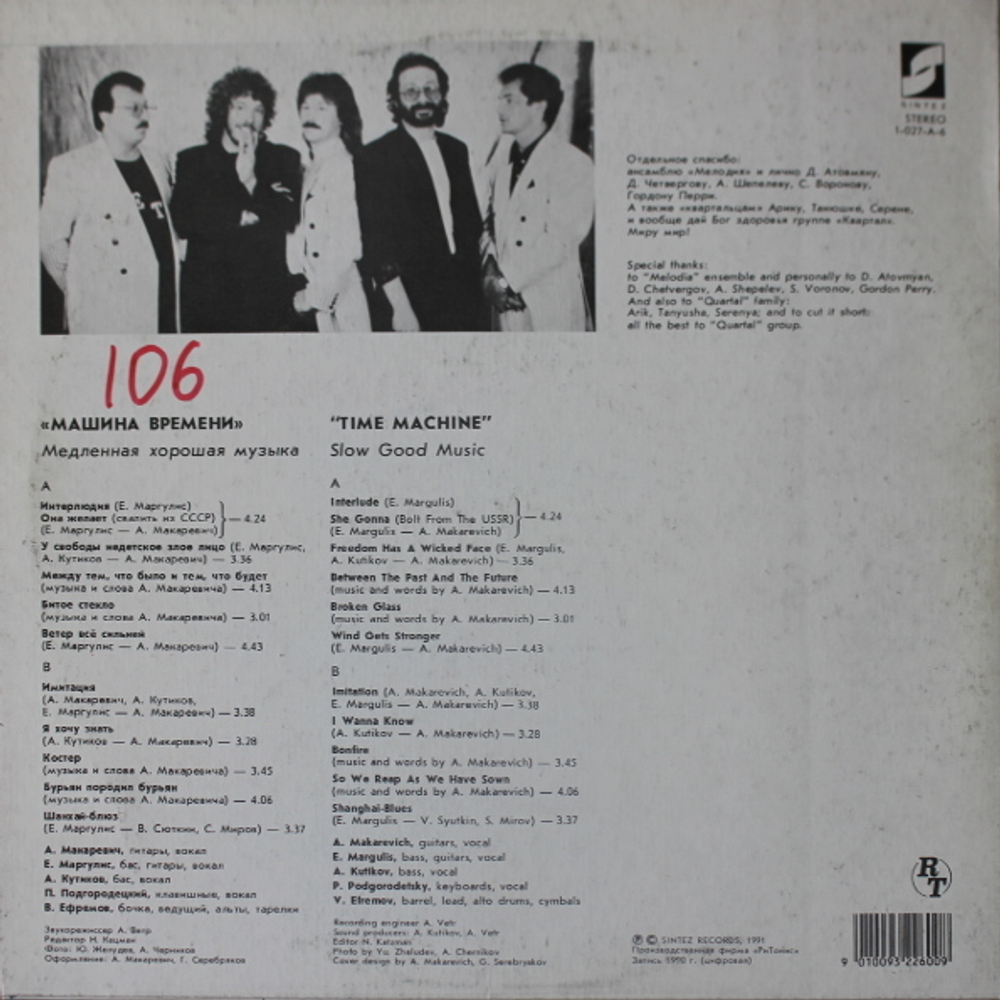 SINTEZ
STEREO
1-027-A-6
Отдельное спасибо:
ансамблю «Мелодия» и лично Д. Атовмяну,
Д. Четвергову, А. Шепелеву, С. Воронову,
Гордону Перри.
А также «квартальцам» Арику, Танюшке, Серене,
и вообще дай Бог здоровья группе «Квартал».
Миру мир!
Special thanks:
to "Melodia" ensemble and personally to D. Atovmyan,
D. Chetvergov, A. Shepelev, S. Voronov, Gordon Perry.
And also to "Quartal" family:
Arik, Tanyusha, Serenya; and to cut it short:
all the best to "Quartal" group.
106
«МАШИНА ВРЕМЕНИ»
Медленная хорошая музыка
А
Интерлюдия (Е. Маргулис)
Она желает (свалить из СССР) — 4.24
(Е. Маргулис — А. Макаревич)
У свободы недетское злое лицо (Е. Маргулис,
А. Кутиков — А. Макаревич) — 3.36
Между тем, что было и тем, что будет
(музыка и слова А. Макаревича) — 4.13
Битое стекло
(музыка и слова А. Макаревича) — 3.01
Ветер всё сильней
(Е. Маргулис — А. Макаревич) — 4.43
В
Имитация
(А. Макаревич, А. Кутиков,
Е. Маргулис — А. Макаревич) — 3.38
Я хочу знать
(А. Кутиков — А. Макаревич) — 3.28
Костер
(музыка и слова А. Макаревича) — 3.45
Бурьян породил бурьян
(музыка и слова А. Макаревича) — 4.06
Шанхай-блюз
(Е. Маргулис — В. Сюткин, С. Миров) — 3.37
А. Макаревич, гитары, вокал
Е. Маргулис, бас, гитары, вокал
А. Кутиков, бас, вокал
П. Подгородецкий, клавишные, вокал
В. Ефремов, бочка, ведущий, альты, тарелки
Звукорежиссер А. Ветр
Редактор Н. Кацман
Фото: Ю. Желудев, А. Черников
Оформление: А. Макаревич, Г. Серебряков
"TIME MACHINE"
Slow Good Music
A
Interlude (E. Margulis)
She Gonna (Bolt From The USSR) — 4.24
(E. Margulis — A. Makarevich)
Freedom Has A Wicked Face (E. Margulis,
A. Kutikov — A. Makarevich) — 3.36
Between The Past And The Future
(music and words by A. Makarevich) — 4.13
Broken Glass
(music and words by A. Makarevich) — 3.01
Wind Gets Stronger
(E. Margulis — A. Makarevich) — 4.43
B
Imitation (A. Makarevich, A. Kutikov,
E. Margulis — A. Makarevich) — 3.38
I Wanna Know
(A. Kutikov — A. Makarevich) — 3.28
Bonfire
(music and words by A. Makarevich) — 3.45
So We Reap As We Have Sown
(music and words by A. Makarevich) — 4.06
Shanghai-Blues
(E. Margulis — V. Syutkin, S. Mirov) — 3.37
A. Makarevich, guitars, vocal
E. Margulis, bass, guitars, vocal
A. Kutikov, bass, vocal
P. Podgorodetsky, keyboards, vocal
V. Efremov, barrel, lead, alto drums, cymbals
Recording engineer A. Vetr
Sound producers: A. Kutikov, A. Vetr
Editor N. Katsman
Photo by Yu. Zheludev, A. Chernikov
Cover design by A. Makarevich, G. Serebryakov
℗ © SINTEZ RECORDS, 1991
Производственная фирма «РиТонис»
Запись 1990 г. (цифровая)
RT
9 010093 226009